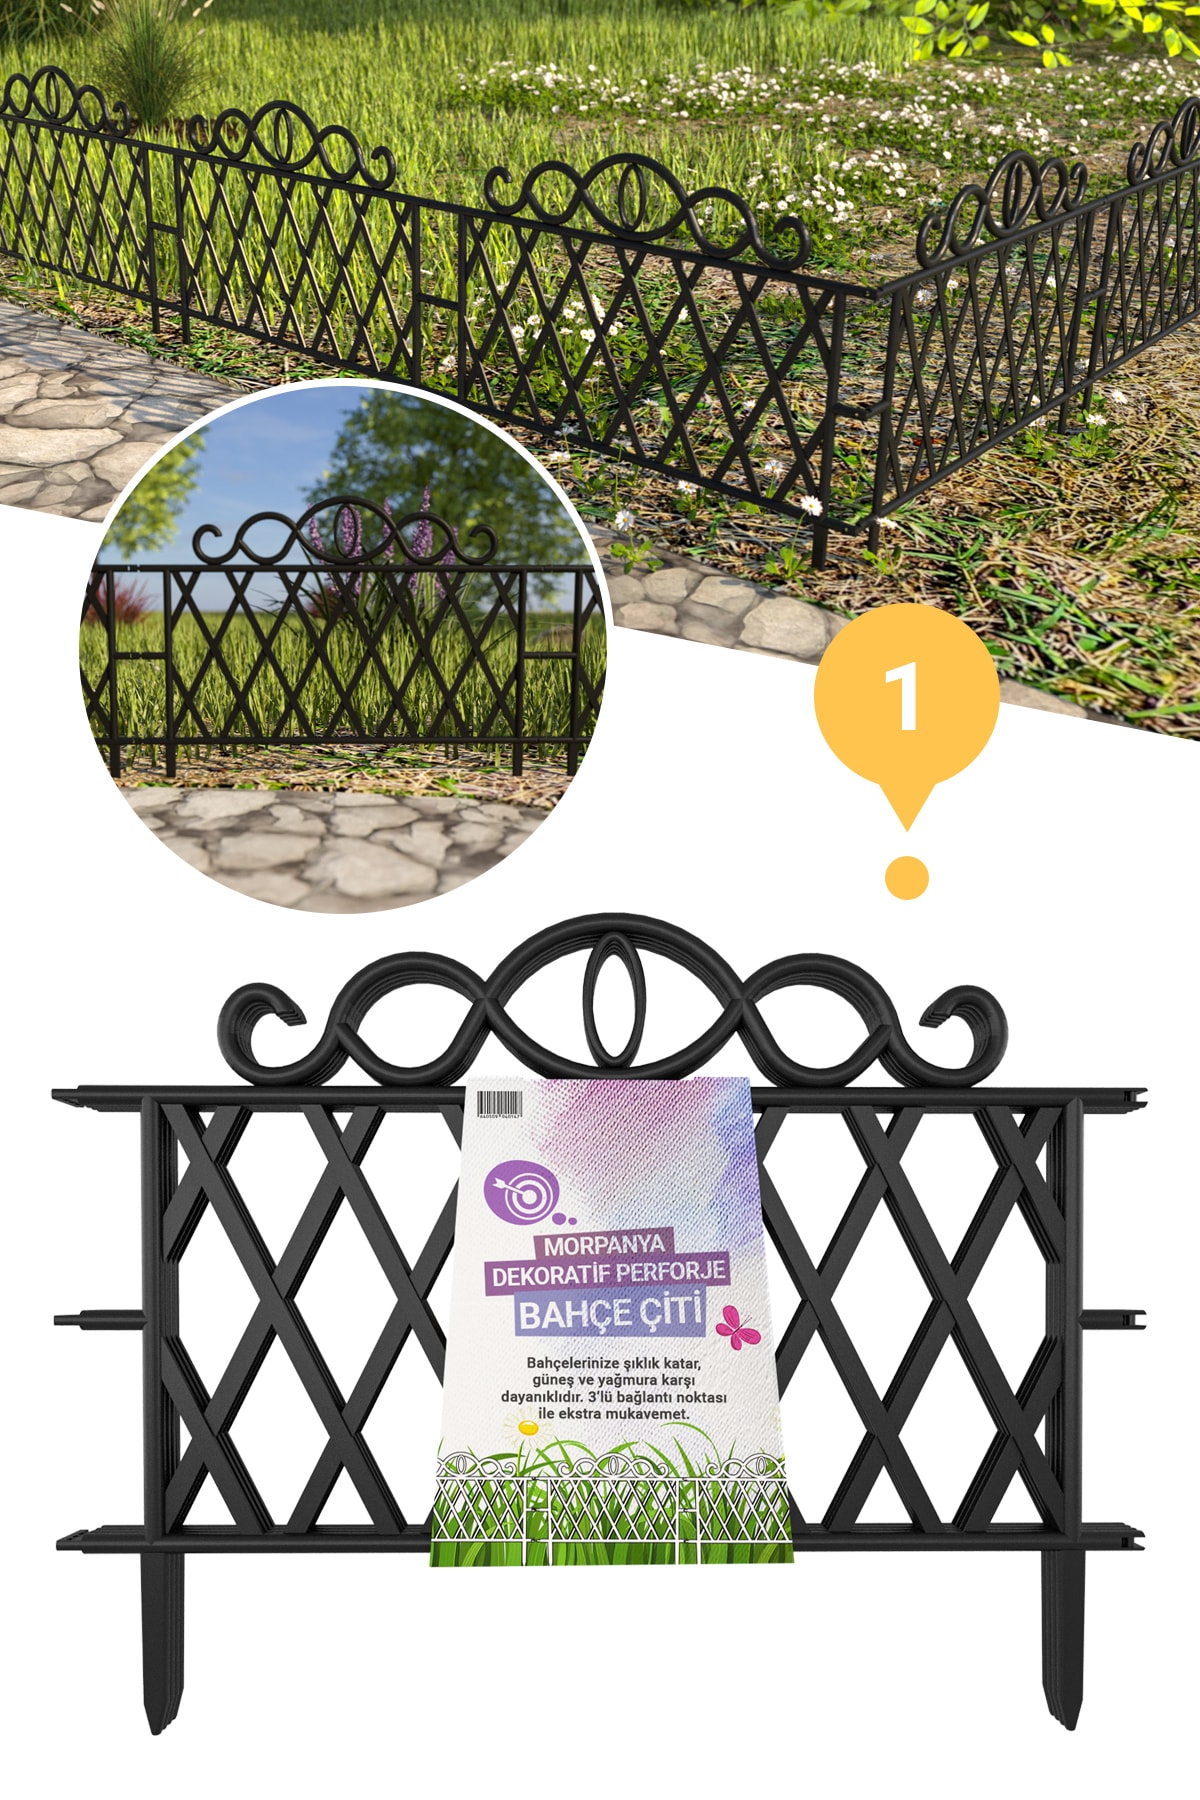 1
MORPANYA
DEKORATİF PERFORJE
BAHÇE ÇİTİ
Bahçelerinize şıklık katar,
güneş ve yağmura karşı
dayanıklıdır. 3'lü bağlantı noktası
ile ekstra mukavemet.